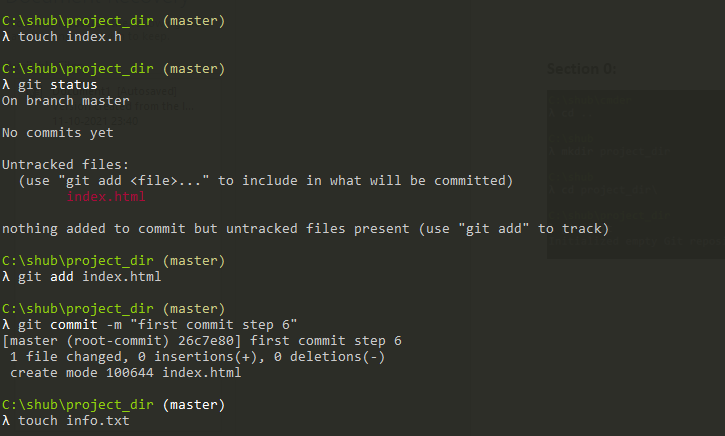 C:\shub\project_dir (master)
λ touch index.h
C:\shub\project_dir (master)
λ git status
On branch master
No commits yet
Untracked files:
(use "git add <file>..." to include in what will be committed)
index.html
nothing added to commit but untracked files present (use "git add" to track)
C:\shub\project_dir (master)
λ git add index.html
C:\shub\project_dir (master)
λ git commit -m "first commit step 6"
[master (root-commit) 26c7e80] first commit step 6
1 file changed, 0 insertions(+), 0 deletions(-)
create mode 100644 index.html
C:\shub\project_dir (master)
λ touch info.txt
Section 0: